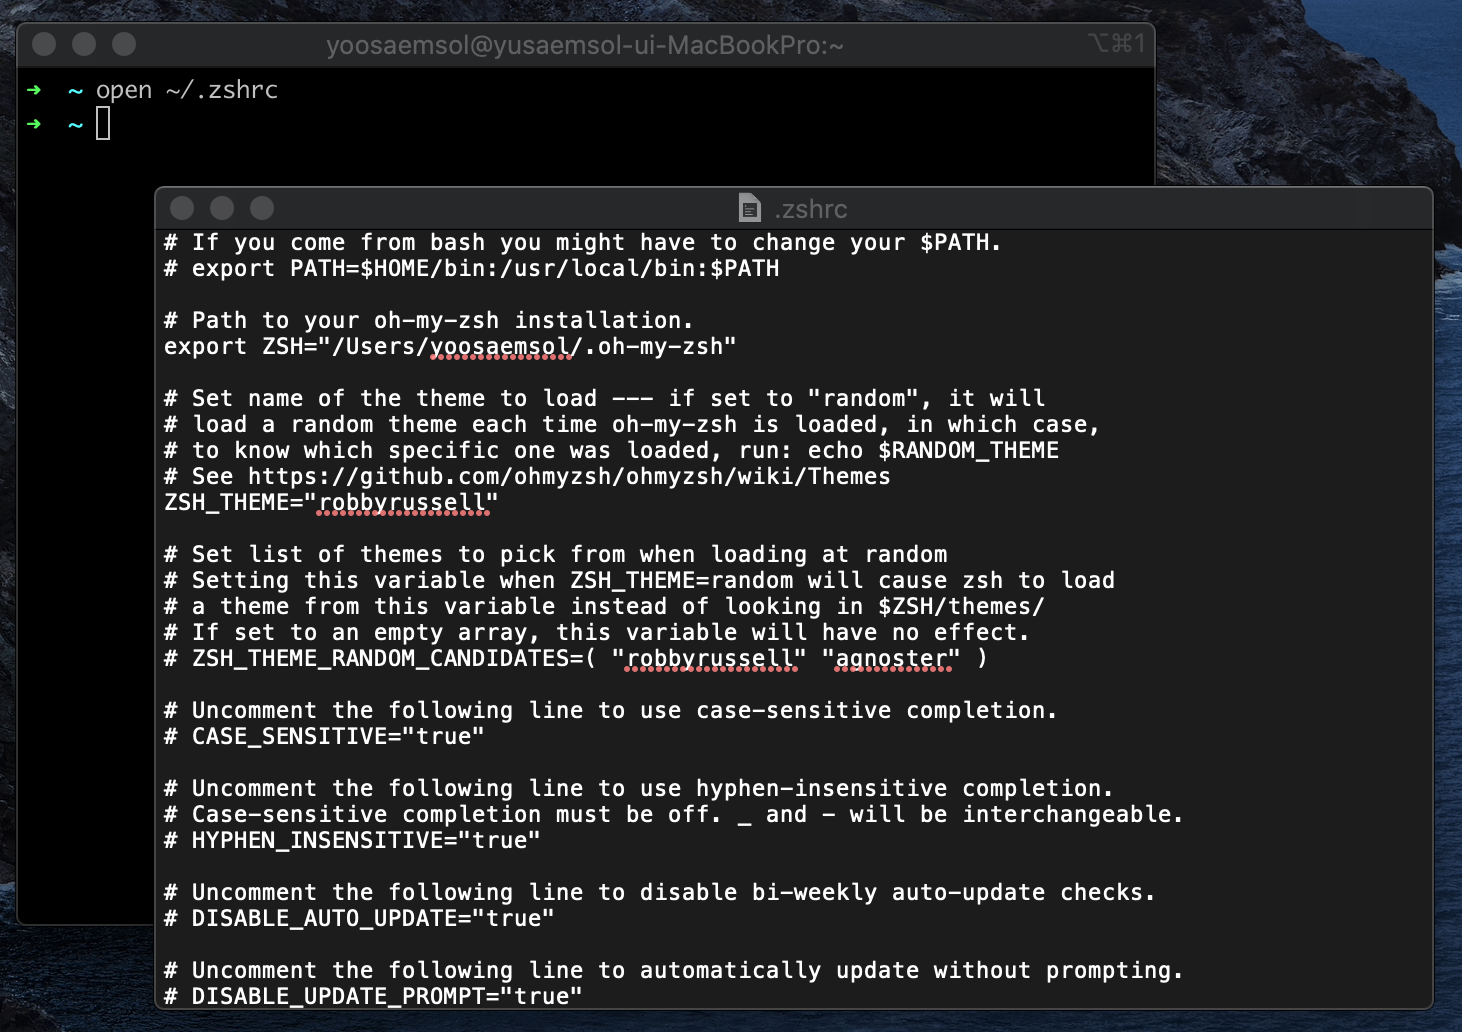 yoosaemsol@yusaemsol-ui-MacBookPro:~
⌥⌘1
➜ ~ open ~/.zshrc
➜ ~
.zshrc
# If you come from bash you might have to change your $PATH.
# export PATH=$HOME/bin:/usr/local/bin:$PATH
# Path to your oh-my-zsh installation.
export ZSH="/Users/yoosaemsol/.oh-my-zsh"
# Set name of the theme to load --- if set to "random", it will
# load a random theme each time oh-my-zsh is loaded, in which case,
# to know which specific one was loaded, run: echo $RANDOM_THEME
# See https://github.com/ohmyzsh/ohmyzsh/wiki/Themes
ZSH_THEME="robbyrussell"
# Set list of themes to pick from when loading at random
# Setting this variable when ZSH_THEME=random will cause zsh to load
# a theme from this variable instead of looking in $ZSH/themes/
# If set to an empty array, this variable will have no effect.
# ZSH_THEME_RANDOM_CANDIDATES=( "robbyrussell" "agnoster" )
# Uncomment the following line to use case-sensitive completion.
# CASE_SENSITIVE="true"
# Uncomment the following line to use hyphen-insensitive completion.
# Case-sensitive completion must be off. _ and - will be interchangeable.
# HYPHEN_INSENSITIVE="true"
# Uncomment the following line to disable bi-weekly auto-update checks.
# DISABLE_AUTO_UPDATE="true"
# Uncomment the following line to automatically update without prompting.
# DISABLE_UPDATE_PROMPT="true"